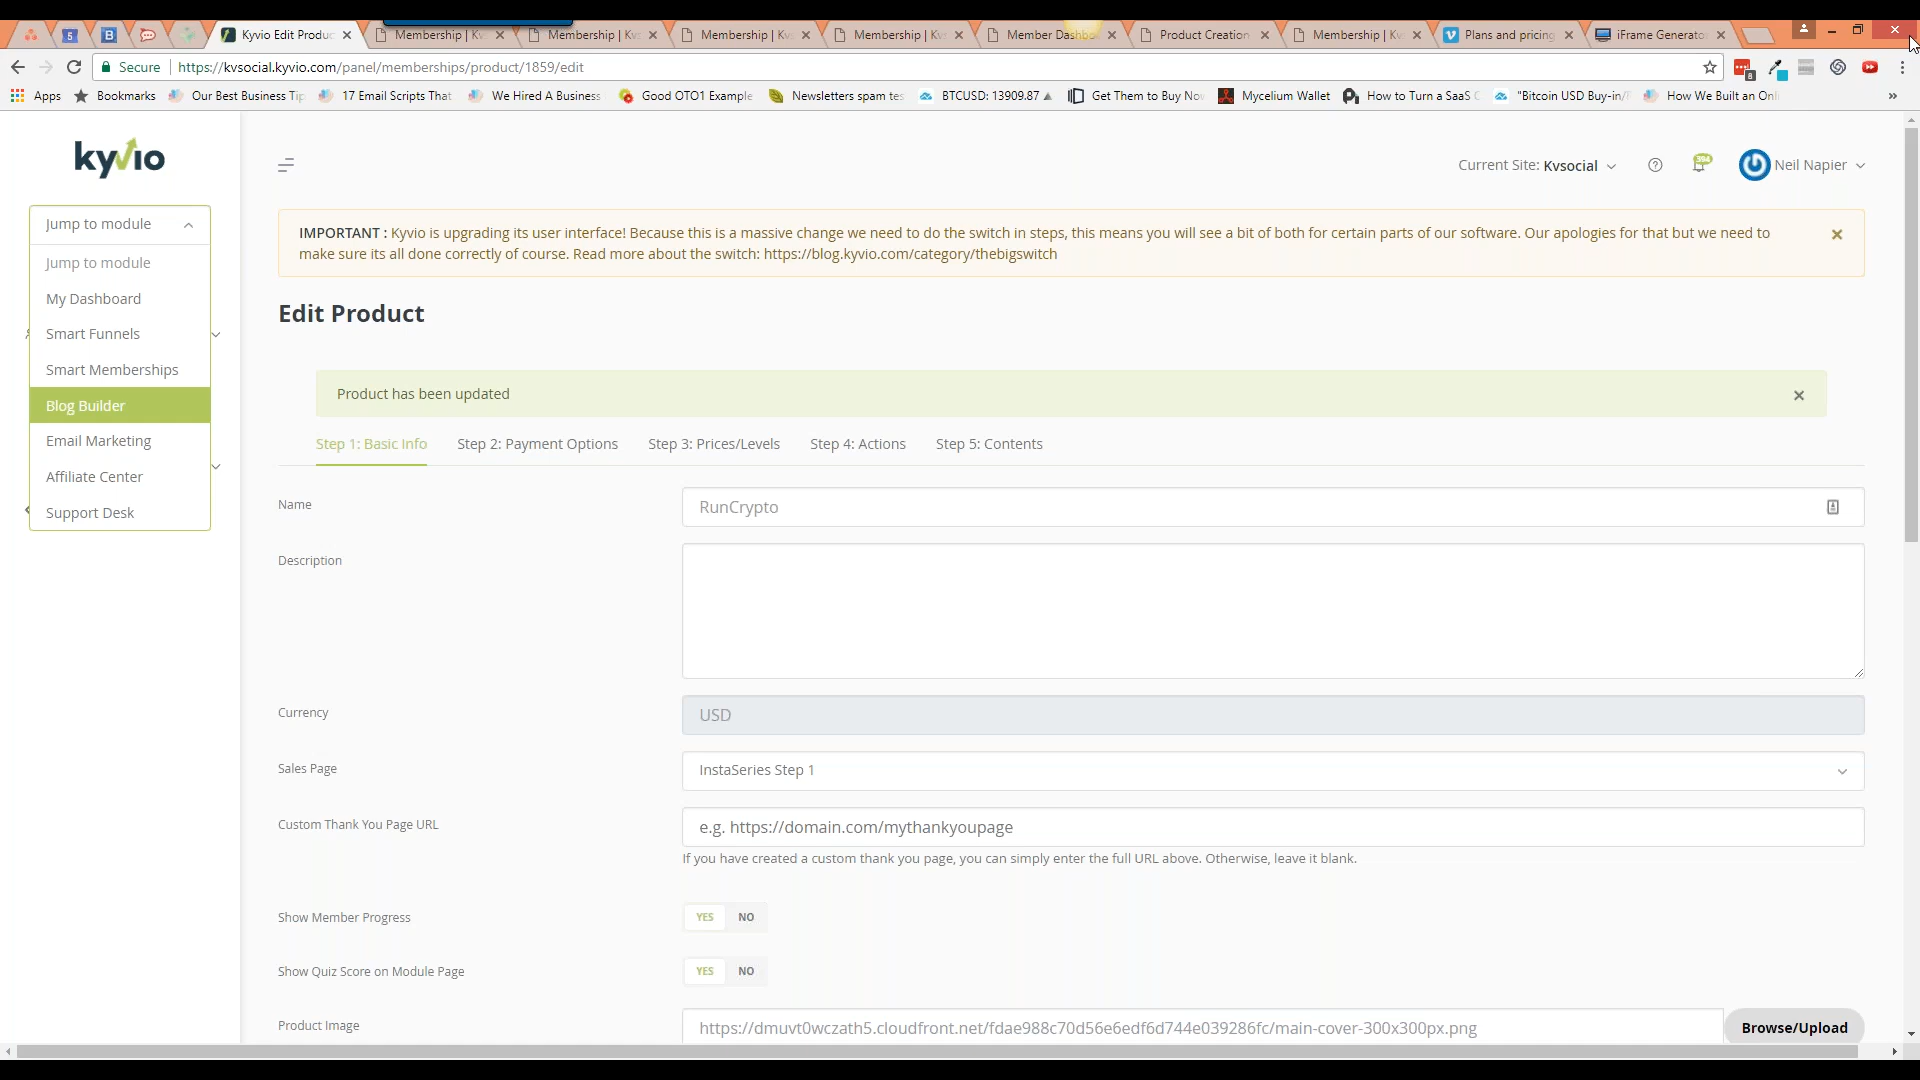 Kyvio Edit Produc
Membership | Kv
Membership | Kv
Membership | Kv
Membership | Kv
Member Dashbo
Product Creation
Membership | Kv
Plans and pricing
iFrame Generato
Secure
https://kvsocial.kyvio.com/panel/memberships/product/1859/edit
8
Apps
Bookmarks
Our Best Business Tip
17 Email Scripts That
We Hired A Business
Good OTO1 Example
Newsletters spam tes
BTCUSD: 13909.87 ▲
Get Them to Buy Now
Mycelium Wallet
How to Turn a SaaS C
"Bitcoin USD Buy-in/
How We Built an Onli
»
kyvio
Current Site: Kvsocial
394
Neil Napier
Jump to module
Jump to module
My Dashboard
Smart Funnels
Smart Memberships
Blog Builder
Email Marketing
Affiliate Center
Support Desk
IMPORTANT : Kyvio is upgrading its user interface! Because this is a massive change we need to do the switch in steps, this means you will see a bit of both for certain parts of our software. Our apologies for that but we need to
make sure its all done correctly of course. Read more about the switch: https://blog.kyvio.com/category/thebigswitch
Edit Product
Product has been updated
Step 1: Basic Info
Step 2: Payment Options
Step 3: Prices/Levels
Step 4: Actions
Step 5: Contents
Name
RunCrypto
Description
Currency
USD
Sales Page
InstaSeries Step 1
Custom Thank You Page URL
e.g. https://domain.com/mythankyoupage
If you have created a custom thank you page, you can simply enter the full URL above. Otherwise, leave it blank.
Show Member Progress
YES NO
Show Quiz Score on Module Page
YES NO
Product Image
https://dmuvt0wczath5.cloudfront.net/fdae988c70d56e6edf6d744e039286fc/main-cover-300x300px.png
Browse/Upload